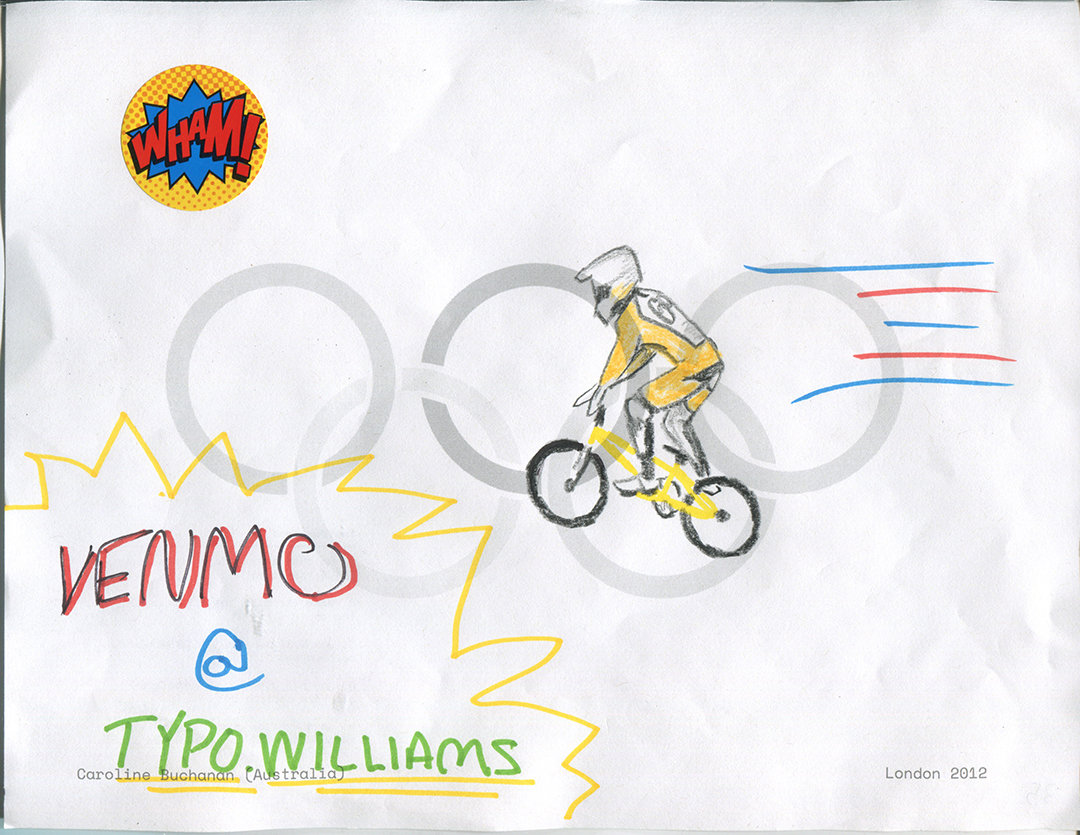 WHAM!
VENMO
@
TYPO.WILLIAMS
Caroline Buchanan (Australia)
London 2012